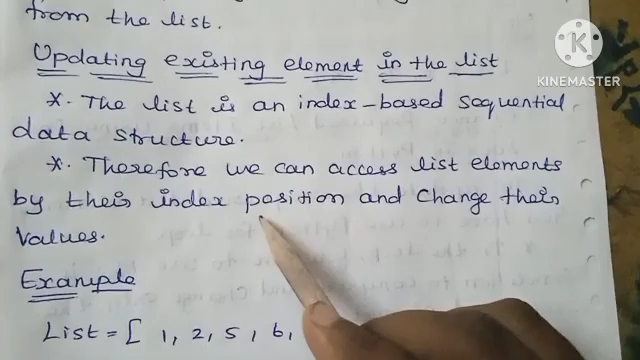 from the list.
Updating existing element in the list
*. The list is an index-based sequential
data structure.
*. Therefore we can access list elements
by their index position and change their
values.
Example
List = [ 1, 2, 5, 6,
KINEMASTER